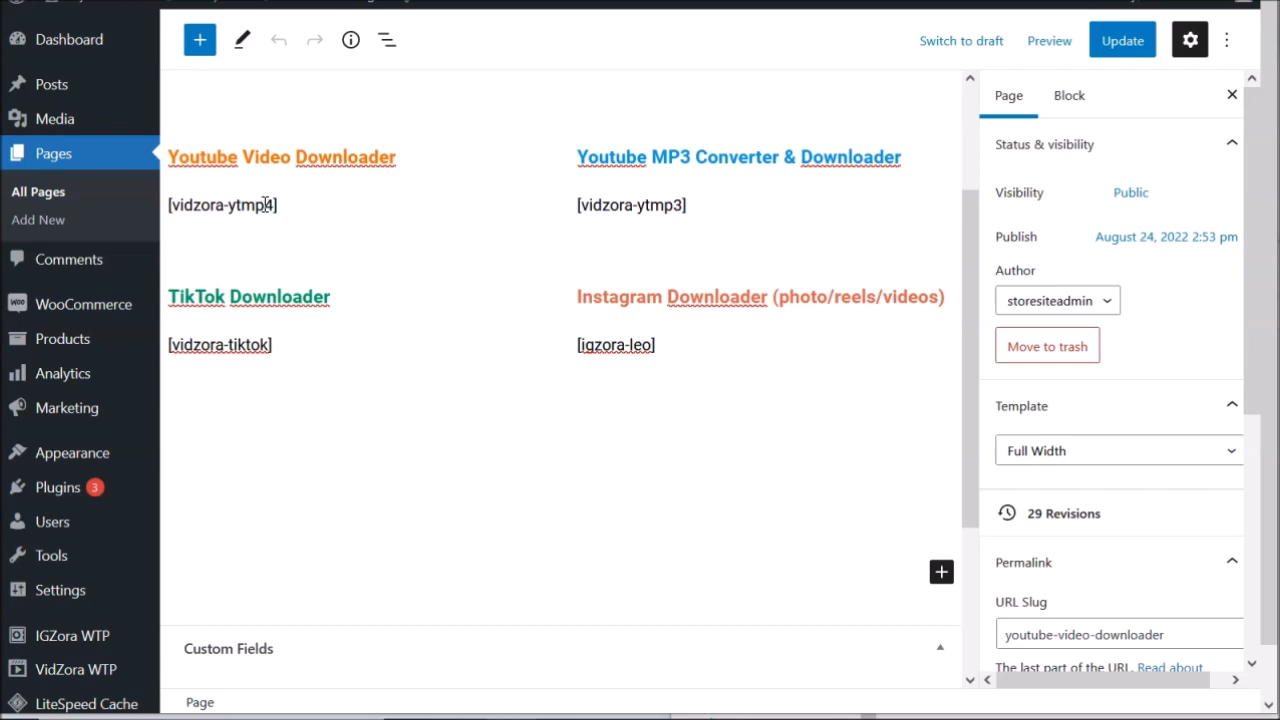 Dashboard
Posts
Media
Pages
All Pages
Add New
Comments
WooCommerce
Products
Analytics
Marketing
Appearance
Plugins 3
Users
Tools
Settings
IGZora WTP
VidZora WTP
LiteSpeed Cache
Switch to draft Preview Update
Youtube Video Downloader
[vidzora-ytmp4]
Youtube MP3 Converter & Downloader
[vidzora-ytmp3]
TikTok Downloader
[vidzora-tiktok]
Instagram Downloader (photo/reels/videos)
[igzora-leo]
Custom Fields
Page
Page Block
Status & visibility
Visibility Public
Publish August 24, 2022 2:53 pm
Author
storesiteadmin
Move to trash
Template
Full Width
29 Revisions
Permalink
URL Slug
youtube-video-downloader
The last part of the URL. Read about